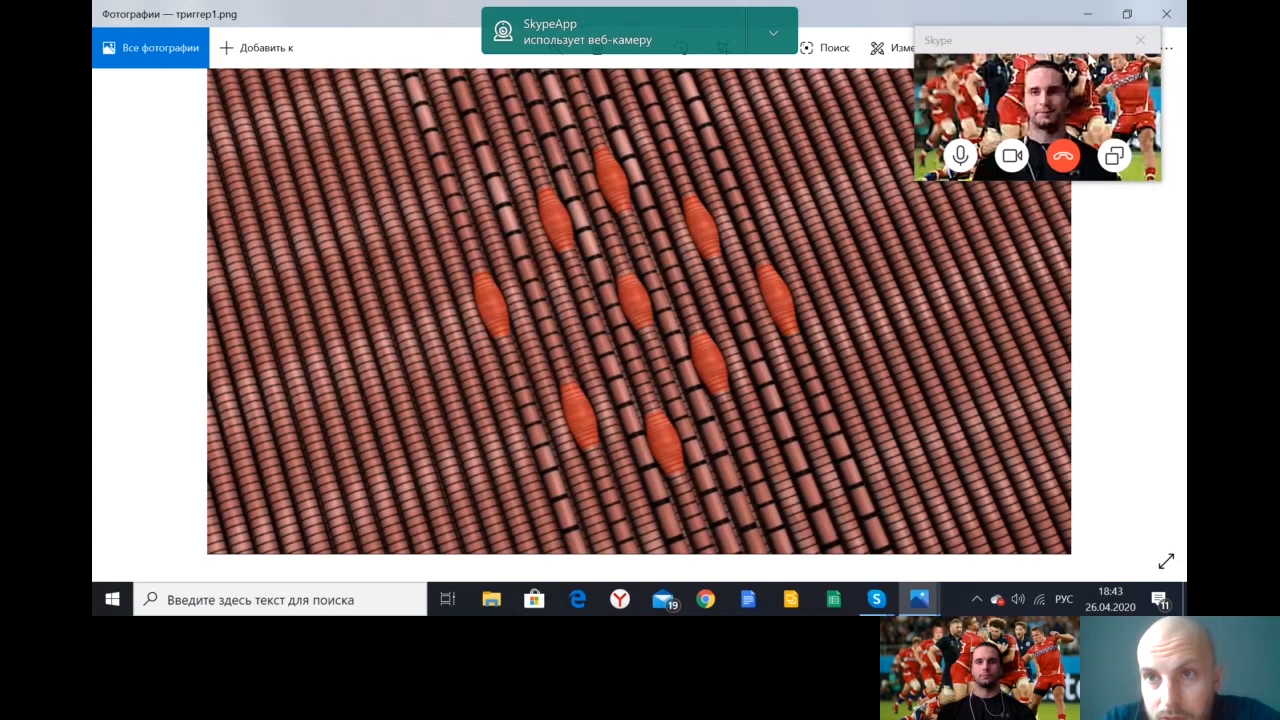 Фотографии — триггер1.png
Все фотографии
Добавить к
SkypeApp
использует веб-камеру
Поиск
Изме
Skype
Введите здесь текст для поиска
19
РУС
18:43
26.04.2020
11